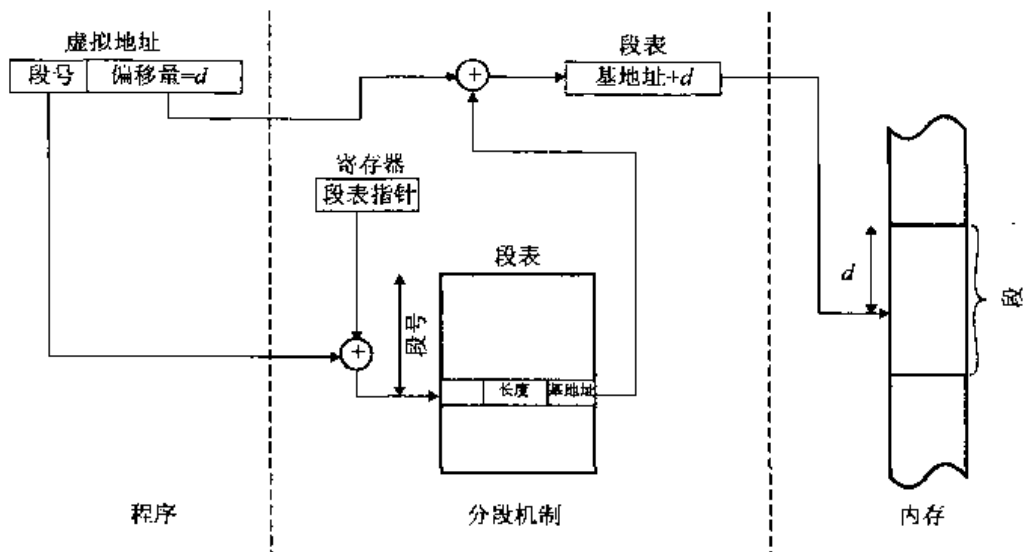 虚拟地址
段号 偏移量=d
+
段表
基地址+d
寄存器
段表指针
段表
段号
+
长度 基地址
d
段
程序
分段机制
内存